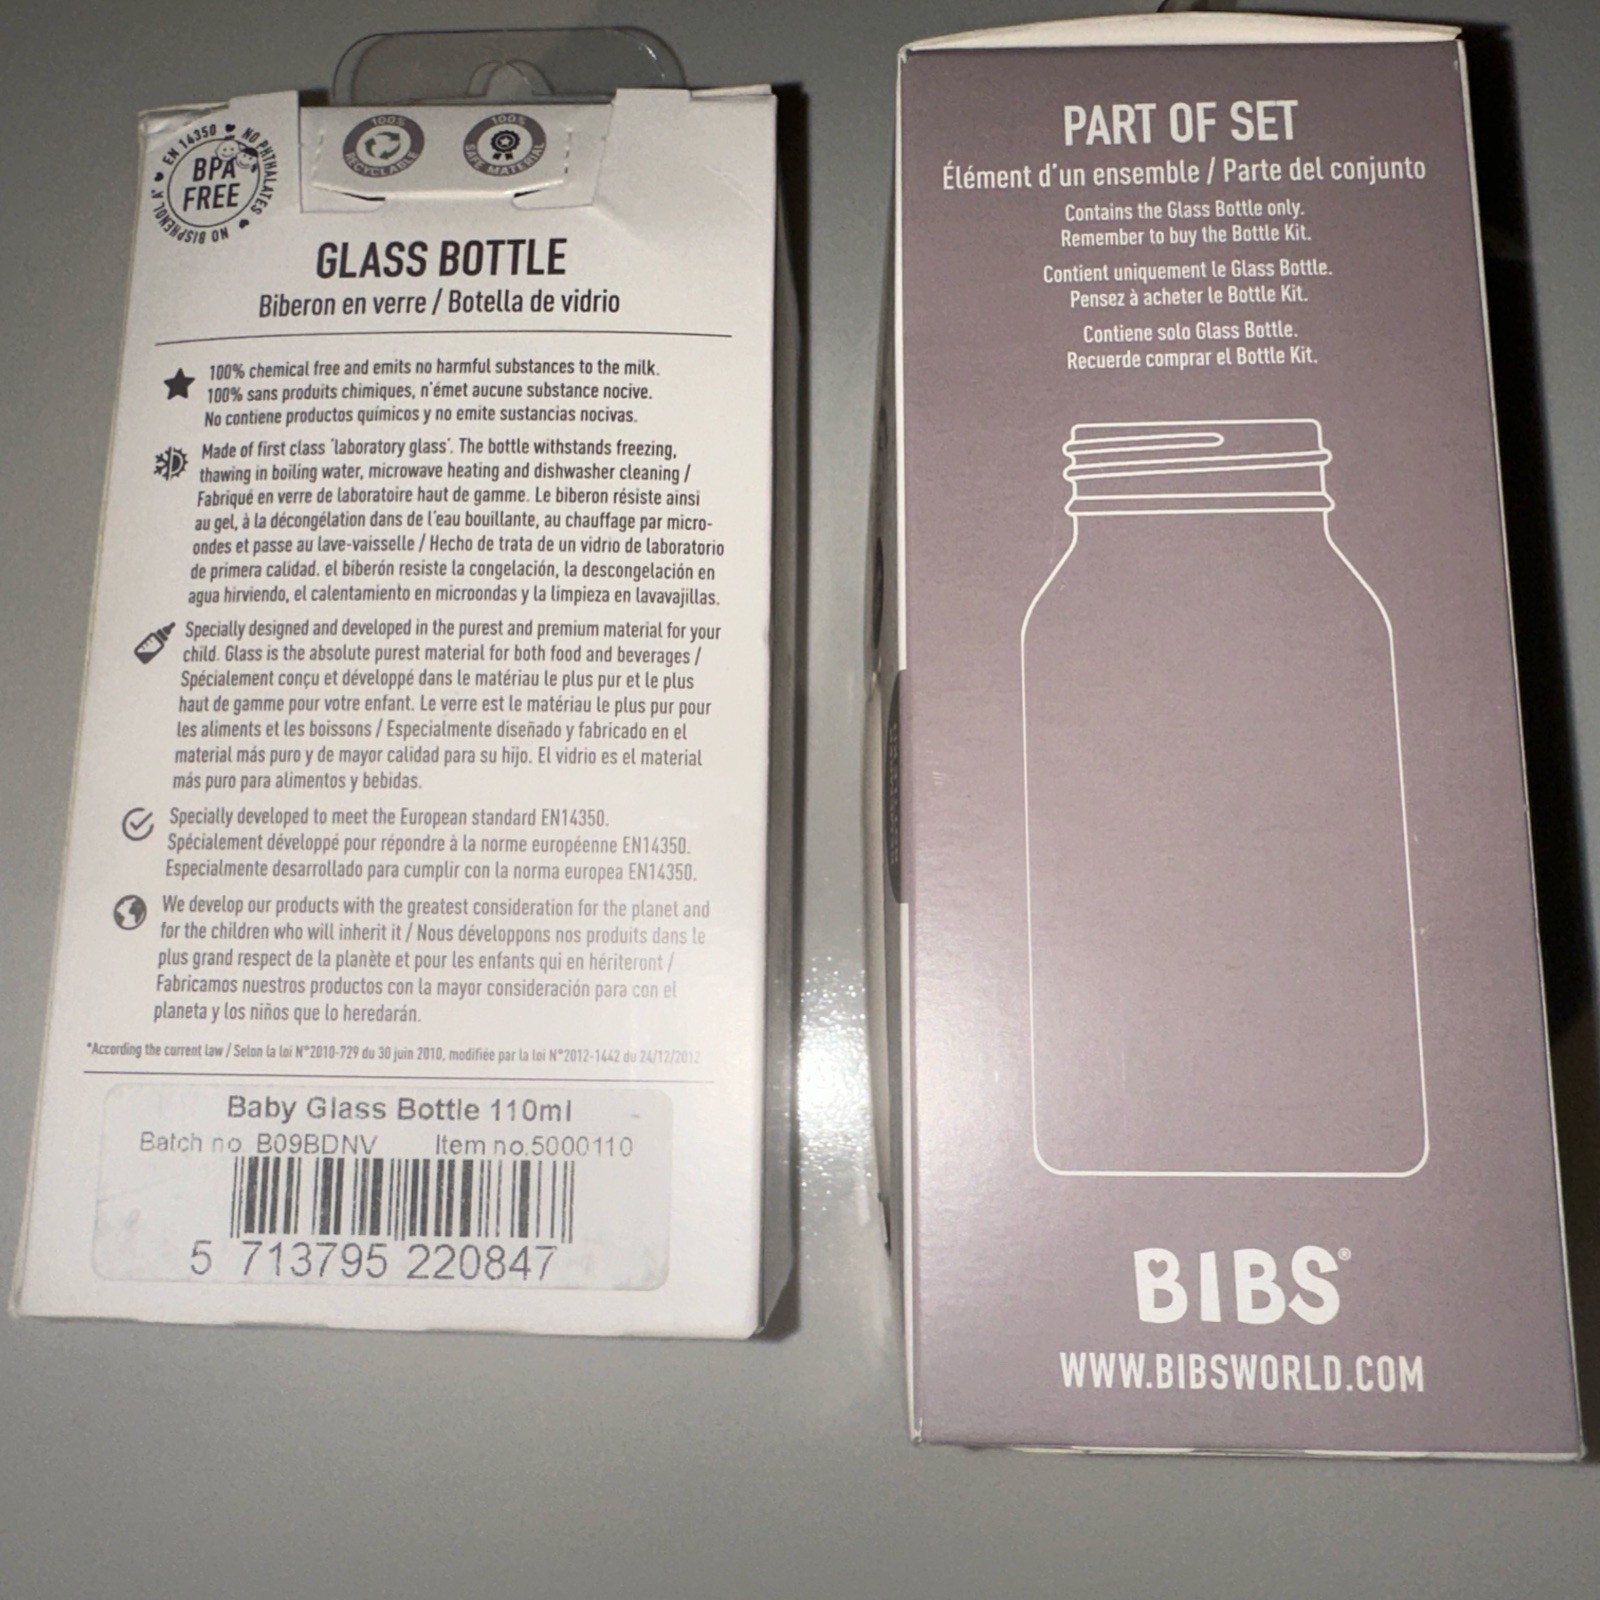 EN 14350 NO PHTHALATES NO BISPHENOL A
BPA
FREE
100%
RECYCLABLE
100%
SAFE MATERIAL
GLASS BOTTLE
Biberon en verre / Botella de vidrio
100% chemical free and emits no harmful substances to the milk.
100% sans produits chimiques, n'émet aucune substance nocive.
No contiene productos químicos y no emite sustancias nocivas.
Made of first class 'laboratory glass'. The bottle withstands freezing,
thawing in boiling water, microwave heating and dishwasher cleaning /
Fabriqué en verre de laboratoire haut de gamme. Le biberon résiste ainsi
au gel, à la décongélation dans de l'eau bouillante, au chauffage par micro-
ondes et passe au lave-vaisselle / Hecho de trata de un vidrio de laboratorio
de primera calidad. el biberón resiste la congelación, la descongelación en
agua hirviendo, el calentamiento en microondas y la limpieza en lavavajillas.
Specially designed and developed in the purest and premium material for your
child. Glass is the absolute purest material for both food and beverages /
Spécialement conçu et développé dans le matériau le plus pur et le plus
haut de gamme pour votre enfant. Le verre est le matériau le plus pur pour
les aliments et les boissons / Especialmente diseñado y fabricado en el
material más puro y de mayor calidad para su hijo. El vidrio es el material
más puro para alimentos y bebidas.
Specially developed to meet the European standard EN14350.
Spécialement développé pour répondre à la norme européenne EN14350.
Especialmente desarrollado para cumplir con la norma europea EN14350.
We develop our products with the greatest consideration for the planet and
for the children who will inherit it / Nous développons nos produits dans le
plus grand respect de la planète et pour les enfants qui en hériteront /
Fabricamos nuestros productos con la mayor consideración para con el
planeta y los niños que lo heredarán.
*According the current law / Selon la loi N°2010-729 du 30 juin 2010, modifiée par la loi N°2012-1442 du 24/12/2012
Baby Glass Bottle 110ml
Batch no. B09BDNV Item no.5000110
5 713795 220847
PART OF SET
Élément d'un ensemble / Parte del conjunto
Contains the Glass Bottle only.
Remember to buy the Bottle Kit.
Contient uniquement le Glass Bottle.
Pensez à acheter le Bottle Kit.
Contiene solo Glass Bottle.
Recuerde comprar el Bottle Kit.
BIBS®
WWW.BIBSWORLD.COM